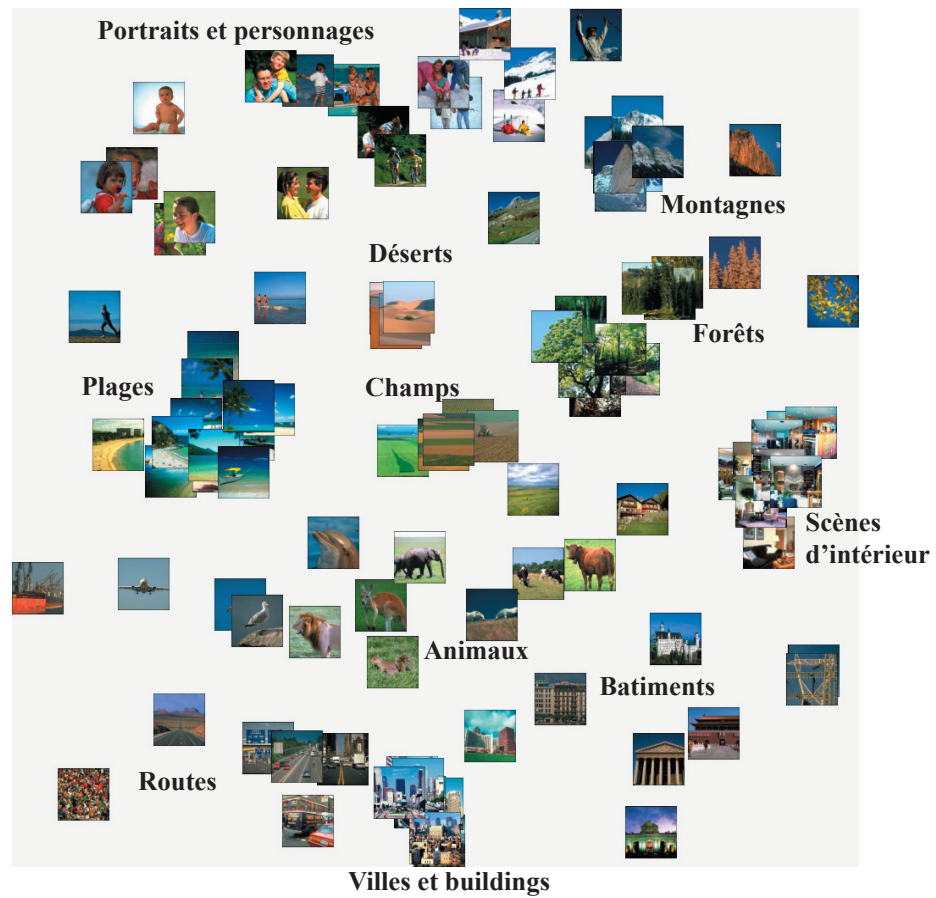 Portraits et personnages
Montagnes
Déserts
Forêts
Plages
Champs
Scènes
d’intérieur
Animaux
Batiments
Routes
Villes et buildings